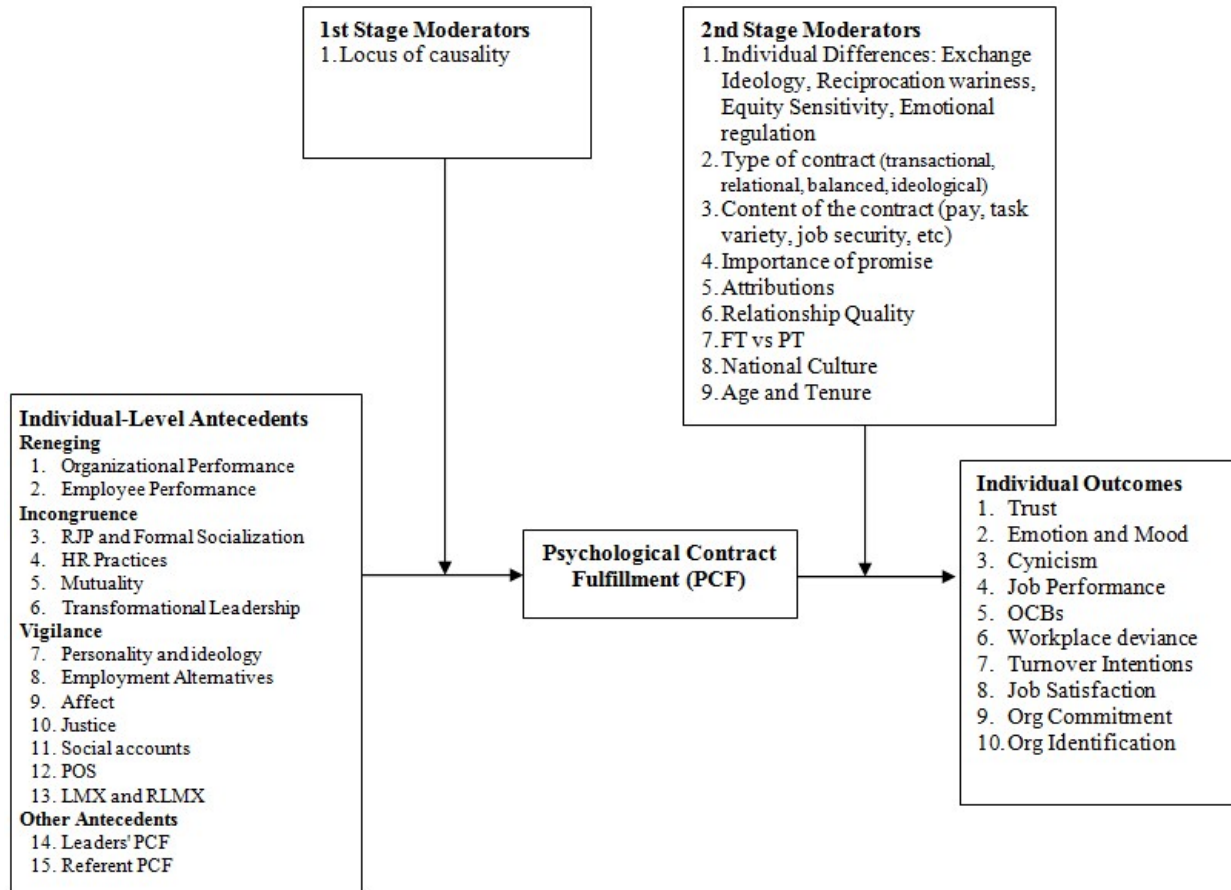 1st Stage Moderators
1. Locus of causality
2nd Stage Moderators
1. Individual Differences: Exchange
Ideology, Reciprocation wariness,
Equity Sensitivity, Emotional
regulation
2. Type of contract (transactional,
relational, balanced, ideological)
3. Content of the contract (pay, task
variety, job security, etc)
4. Importance of promise
5. Attributions
6. Relationship Quality
7. FT vs PT
8. National Culture
9. Age and Tenure
Individual-Level Antecedents
Reneging
1. Organizational Performance
2. Employee Performance
Incongruence
3. RJP and Formal Socialization
4. HR Practices
5. Mutuality
6. Transformational Leadership
Vigilance
7. Personality and ideology
8. Employment Alternatives
9. Affect
10. Justice
11. Social accounts
12. POS
13. LMX and RLMX
Other Antecedents
14. Leaders' PCF
15. Referent PCF
Psychological Contract
Fulfillment (PCF)
Individual Outcomes
1. Trust
2. Emotion and Mood
3. Cynicism
4. Job Performance
5. OCBs
6. Workplace deviance
7. Turnover Intentions
8. Job Satisfaction
9. Org Commitment
10. Org Identification